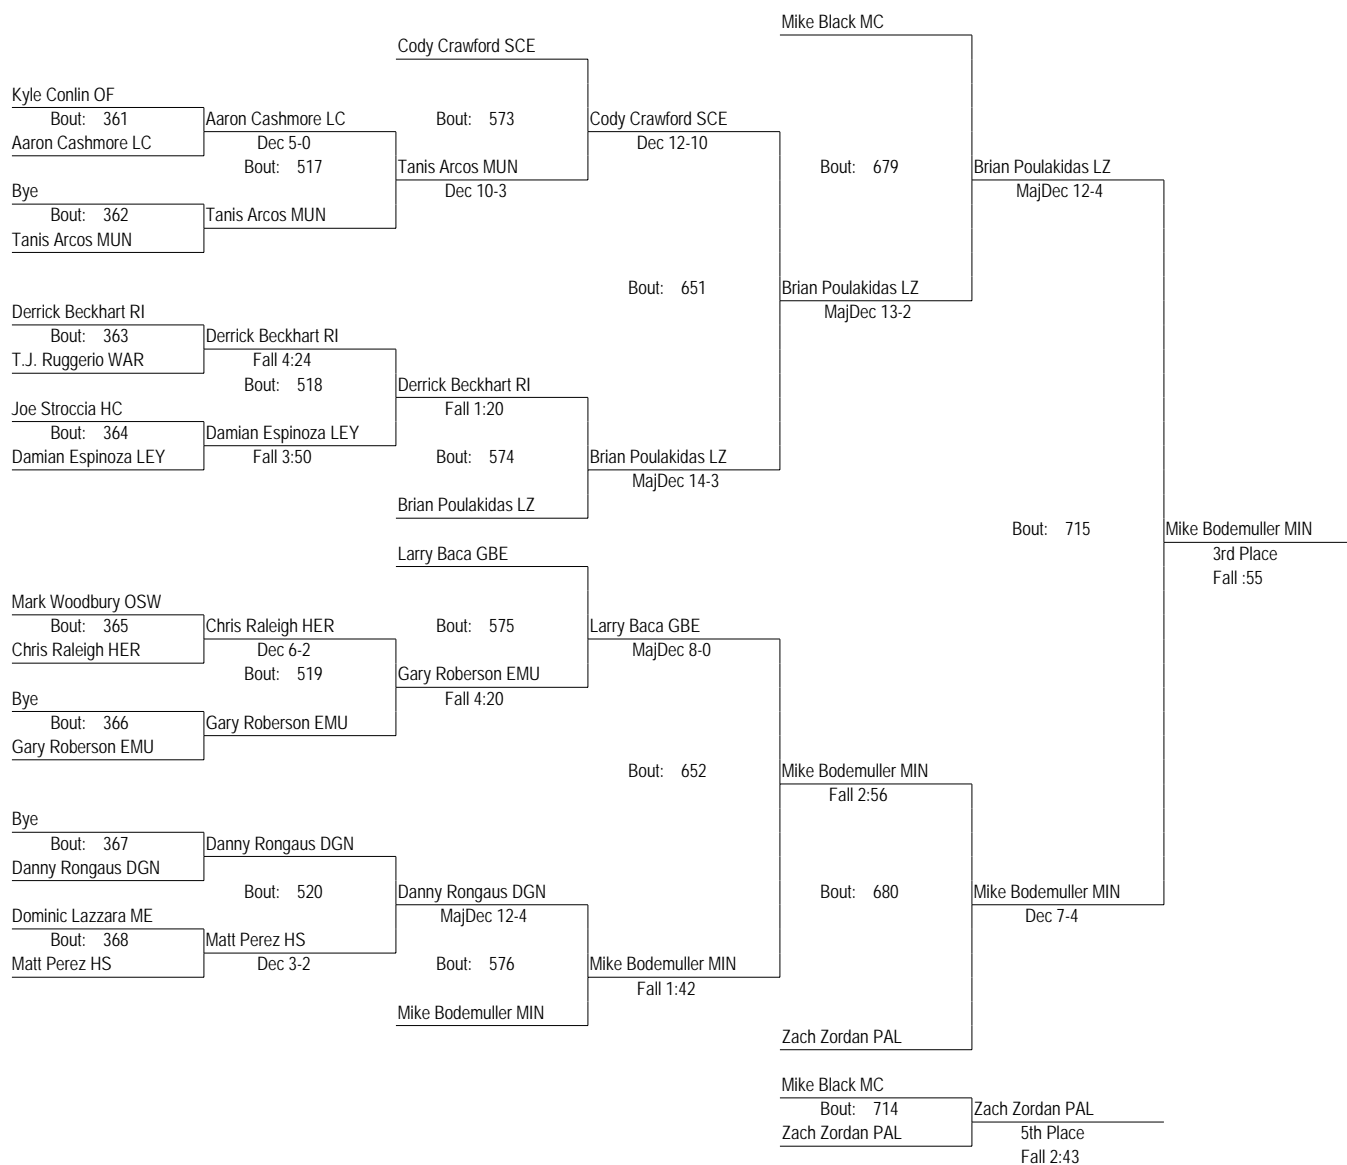 Mike Black MC
Cody Crawford SCE
Kyle Conlin OF
Bout: 361
Aaron Cashmore LC
Aaron Cashmore LC
Dec 5-0
Bout: 517
Bye
Bout: 362
Tanis Arcos MUN
Tanis Arcos MUN
Bout: 573
Tanis Arcos MUN
Dec 10-3
Cody Crawford SCE
Dec 12-10
Bout: 679
Brian Poulakidas LZ
MajDec 12-4
Bout: 651
Brian Poulakidas LZ
MajDec 13-2
Derrick Beckhart RI
Bout: 363
T.J. Ruggerio WAR
Derrick Beckhart RI
Fall 4:24
Bout: 518
Joe Stroccia HC
Bout: 364
Damian Espinoza LEY
Damian Espinoza LEY
Fall 3:50
Derrick Beckhart RI
Fall 1:20
Bout: 574
Brian Poulakidas LZ
Brian Poulakidas LZ
MajDec 14-3
Bout: 715
Mike Bodemuller MIN
3rd Place
Fall :55
Larry Baca GBE
Mark Woodbury OSW
Bout: 365
Chris Raleigh HER
Chris Raleigh HER
Dec 6-2
Bout: 519
Bye
Bout: 366
Gary Roberson EMU
Gary Roberson EMU
Bout: 575
Gary Roberson EMU
Fall 4:20
Larry Baca GBE
MajDec 8-0
Bout: 652
Mike Bodemuller MIN
Fall 2:56
Bye
Bout: 367
Danny Rongaus DGN
Danny Rongaus DGN
Bout: 520
Dominic Lazzara ME
Bout: 368
Matt Perez HS
Matt Perez HS
Dec 3-2
Danny Rongaus DGN
MajDec 12-4
Bout: 576
Mike Bodemuller MIN
Mike Bodemuller MIN
Fall 1:42
Bout: 680
Mike Bodemuller MIN
Dec 7-4
Zach Zordan PAL
Mike Black MC
Bout: 714
Zach Zordan PAL
Zach Zordan PAL
5th Place
Fall 2:43